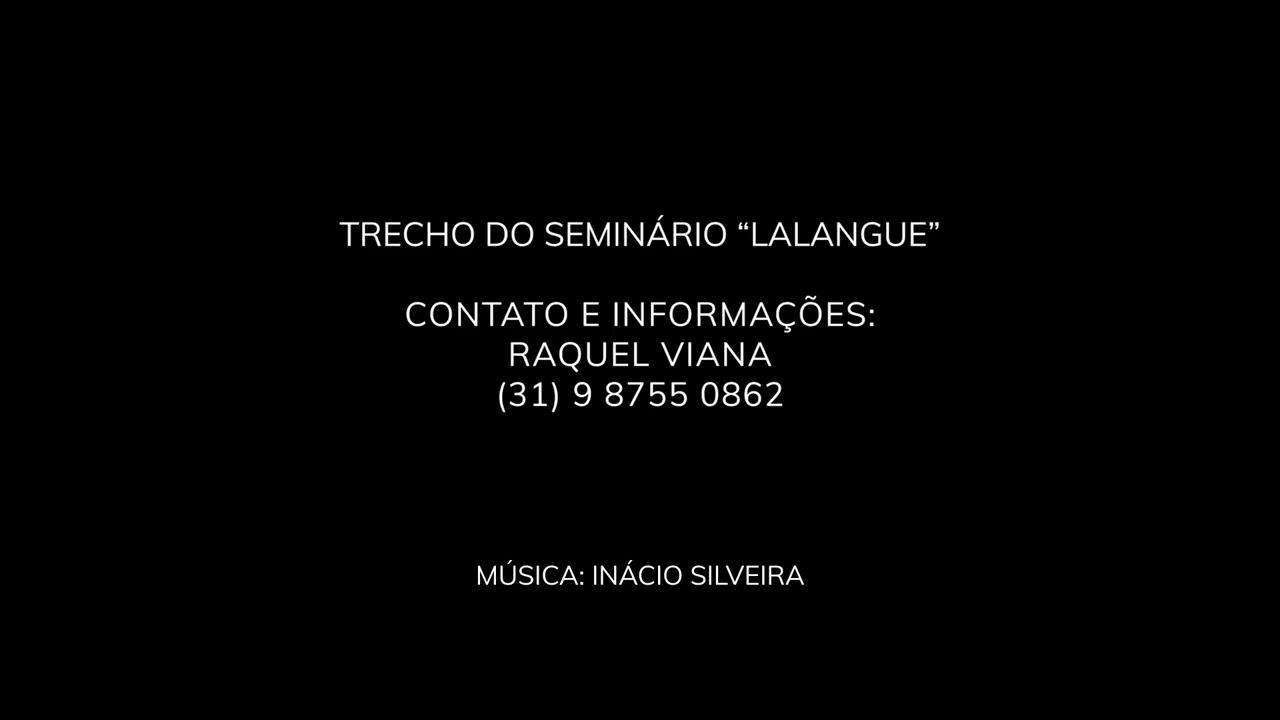 TRECHO DO SEMINÁRIO “LALANGUE”
CONTATO E INFORMAÇÕES:
RAQUEL VIANA
(31) 9 8755 0862
MÚSICA: INÁCIO SILVEIRA